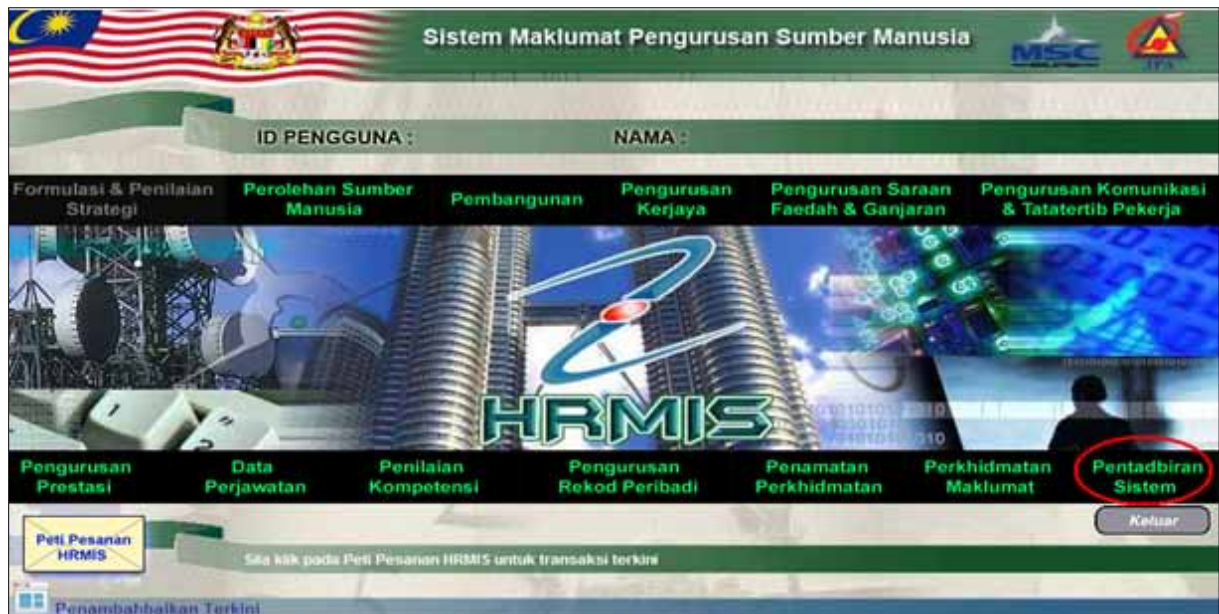 Sistem Maklumat Pengurusan Sumber Manusia
MSC
JPA
ID PENGGUNA :
NAMA :
Formulasi & Penilaian
Strategi
Perolehan Sumber
Manusia
Pembangunan
Pengurusan
Kerjaya
Pengurusan Saraan
Faedah & Ganjaran
Pengurusan Komunikasi
& Tatatertib Pekerja
HRMIS
Pengurusan
Prestasi
Data
Perjawatan
Penilaian
Kompetensi
Pengurusan
Rekod Peribadi
Penamatan
Perkhidmatan
Perkhidmatan
Maklumat
Pentadbiran
Sistem
Keluar
Peti Pesanan
HRMIS
Sila klik pada Peti Pesanan HRMIS untuk transaksi terkini
Penambahbaikan Terkini